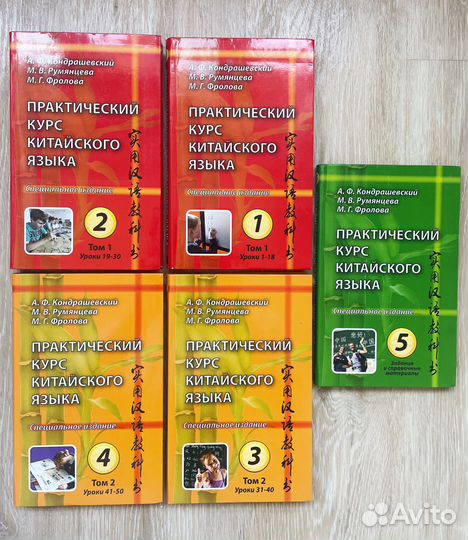 А. Ф. Кондрашевский
М. В. Румянцева
М. Г. Фролова
ПРАКТИЧЕСКИЙ
КУРС
КИТАЙСКОГО
ЯЗЫКА
实用汉语教科书
Специальное издание
2
Том 1
Уроки 19-30
А. Ф. Кондрашевский
М. В. Румянцева
М. Г. Фролова
ПРАКТИЧЕСКИЙ
КУРС
КИТАЙСКОГО
ЯЗЫКА
实用汉语教科书
Специальное издание
1
Том 1
Уроки 1-18
А. Ф. Кондрашевский
М. В. Румянцева
М. Г. Фролова
ПРАКТИЧЕСКИЙ
КУРС
КИТАЙСКОГО
ЯЗЫКА
实用汉语教科书
Специальное издание
5
Задания
и справочные
материалы
А. Ф. Кондрашевский
М. В. Румянцева
М. Г. Фролова
ПРАКТИЧЕСКИЙ
КУРС
КИТАЙСКОГО
ЯЗЫКА
实用汉语教科书
Специальное издание
4
Том 2
Уроки 41-50
А. Ф. Кондрашевский
М. В. Румянцева
М. Г. Фролова
ПРАКТИЧЕСКИЙ
КУРС
КИТАЙСКОГО
ЯЗЫКА
实用汉语教科书
Специальное издание
3
Том 2
Уроки 31-40
Avito